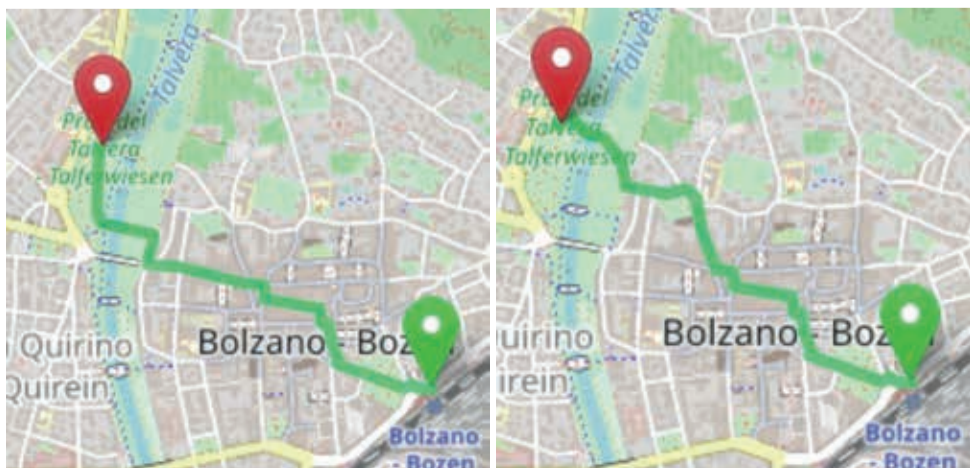 Talvera
Prati del
Talvera
- Talferwiesen
Quirino
Quirein
Bolzano - Bozen
Bolzano
- Bozen
Talvera
Prati del
Talvera
Talferwiesen
uirino
irein
Bolzano - Boz
Bolzano
- Bozen